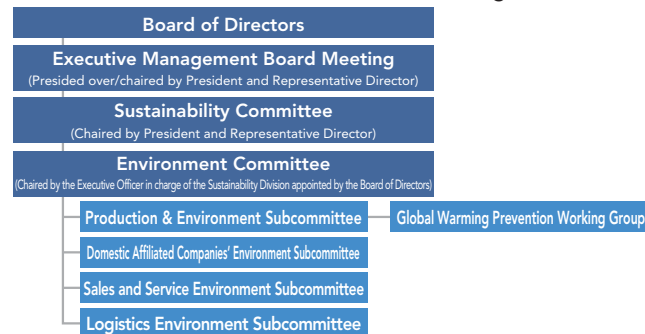 Board of Directors
Executive Management Board Meeting
(Presided over/chaired by President and Representative Director)
Sustainability Committee
(Chaired by President and Representative Director)
Environment Committee
(Chaired by the Executive Officer in charge of the Sustainability Division appointed by the Board of Directors)
Production & Environment Subcommittee
Global Warming Prevention Working Group
Domestic Affiliated Companies' Environment Subcommittee
Sales and Service Environment Subcommittee
Logistics Environment Subcommittee